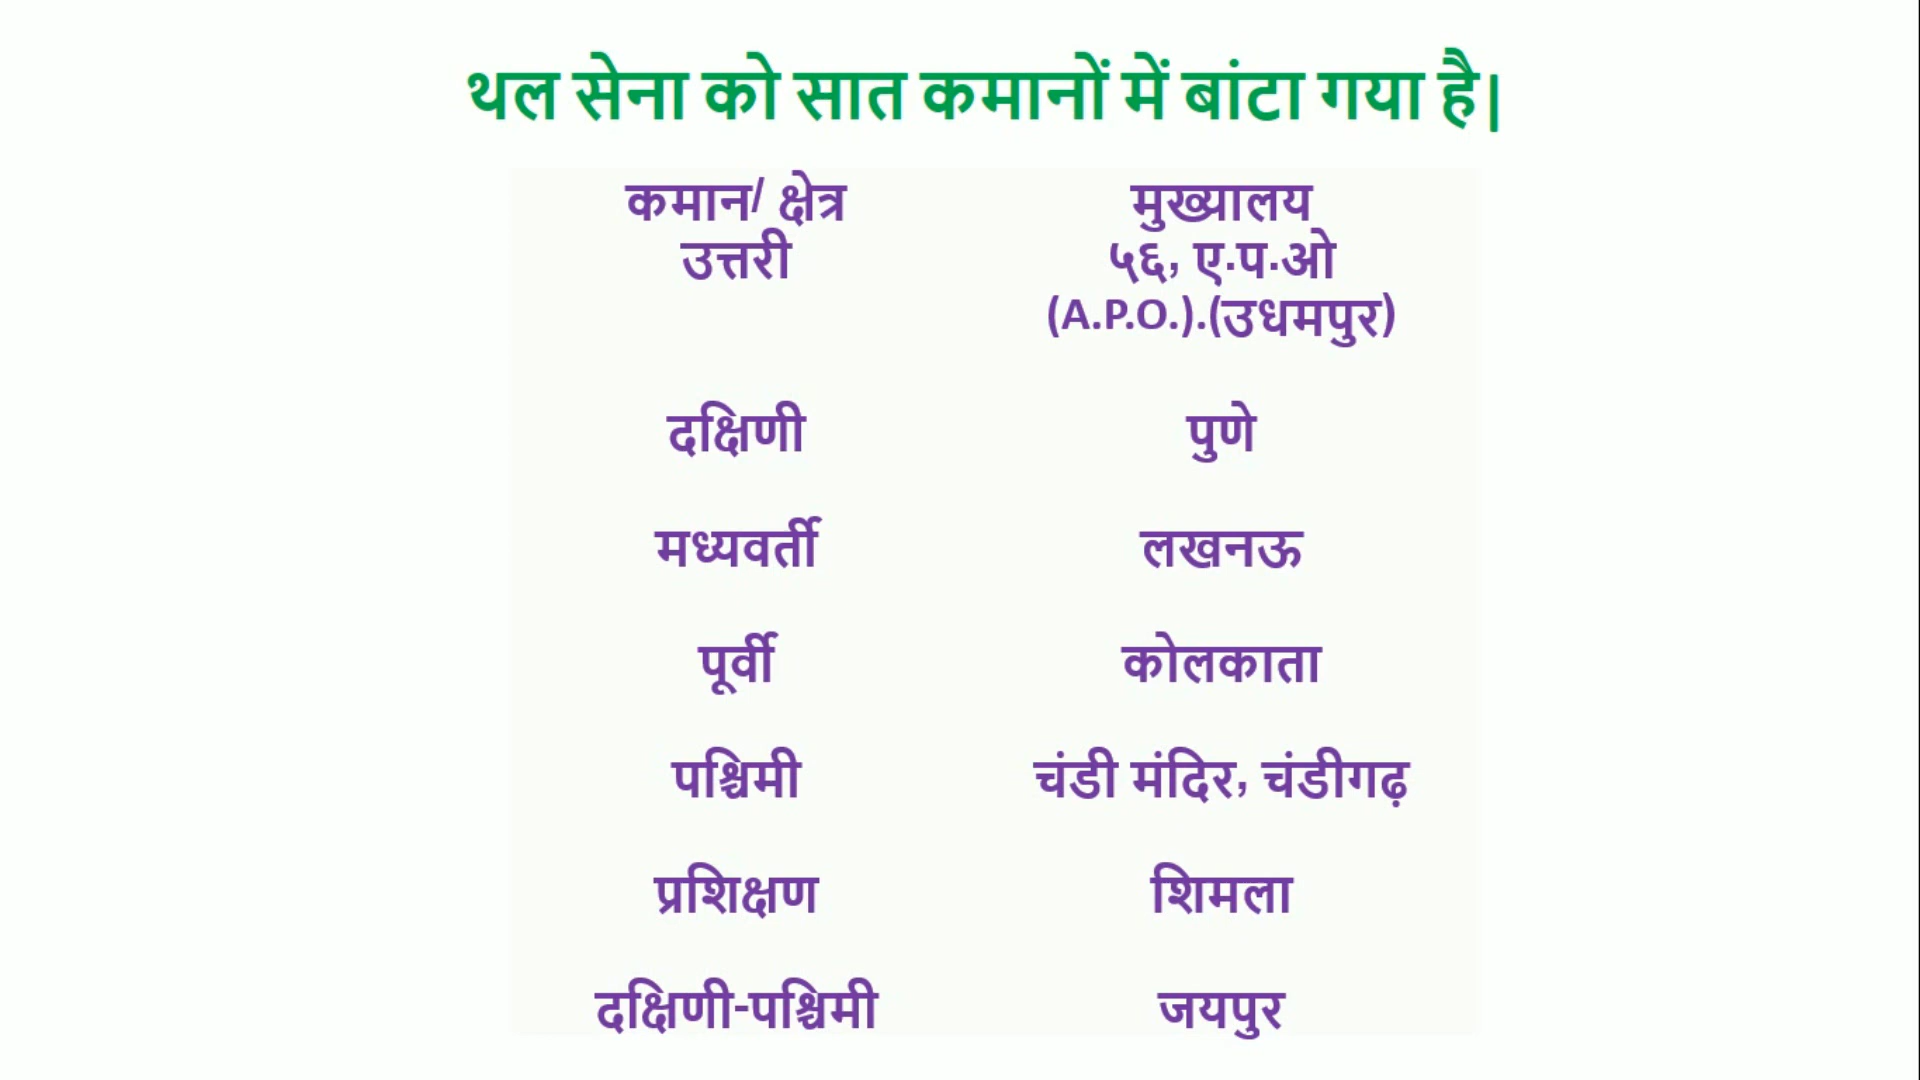 थल सेना को सात कमानों में बांटा गया है|
कमान/ क्षेत्र मुख्यालय
उत्तरी ५६, ए.प.ओ
(A.P.O.).(उधमपुर)
दक्षिणी पुणे
मध्यवर्ती लखनऊ
पूर्वी कोलकाता
पश्चिमी चंडी मंदिर, चंडीगढ़
प्रशिक्षण शिमला
दक्षिणी-पश्चिमी जयपुर